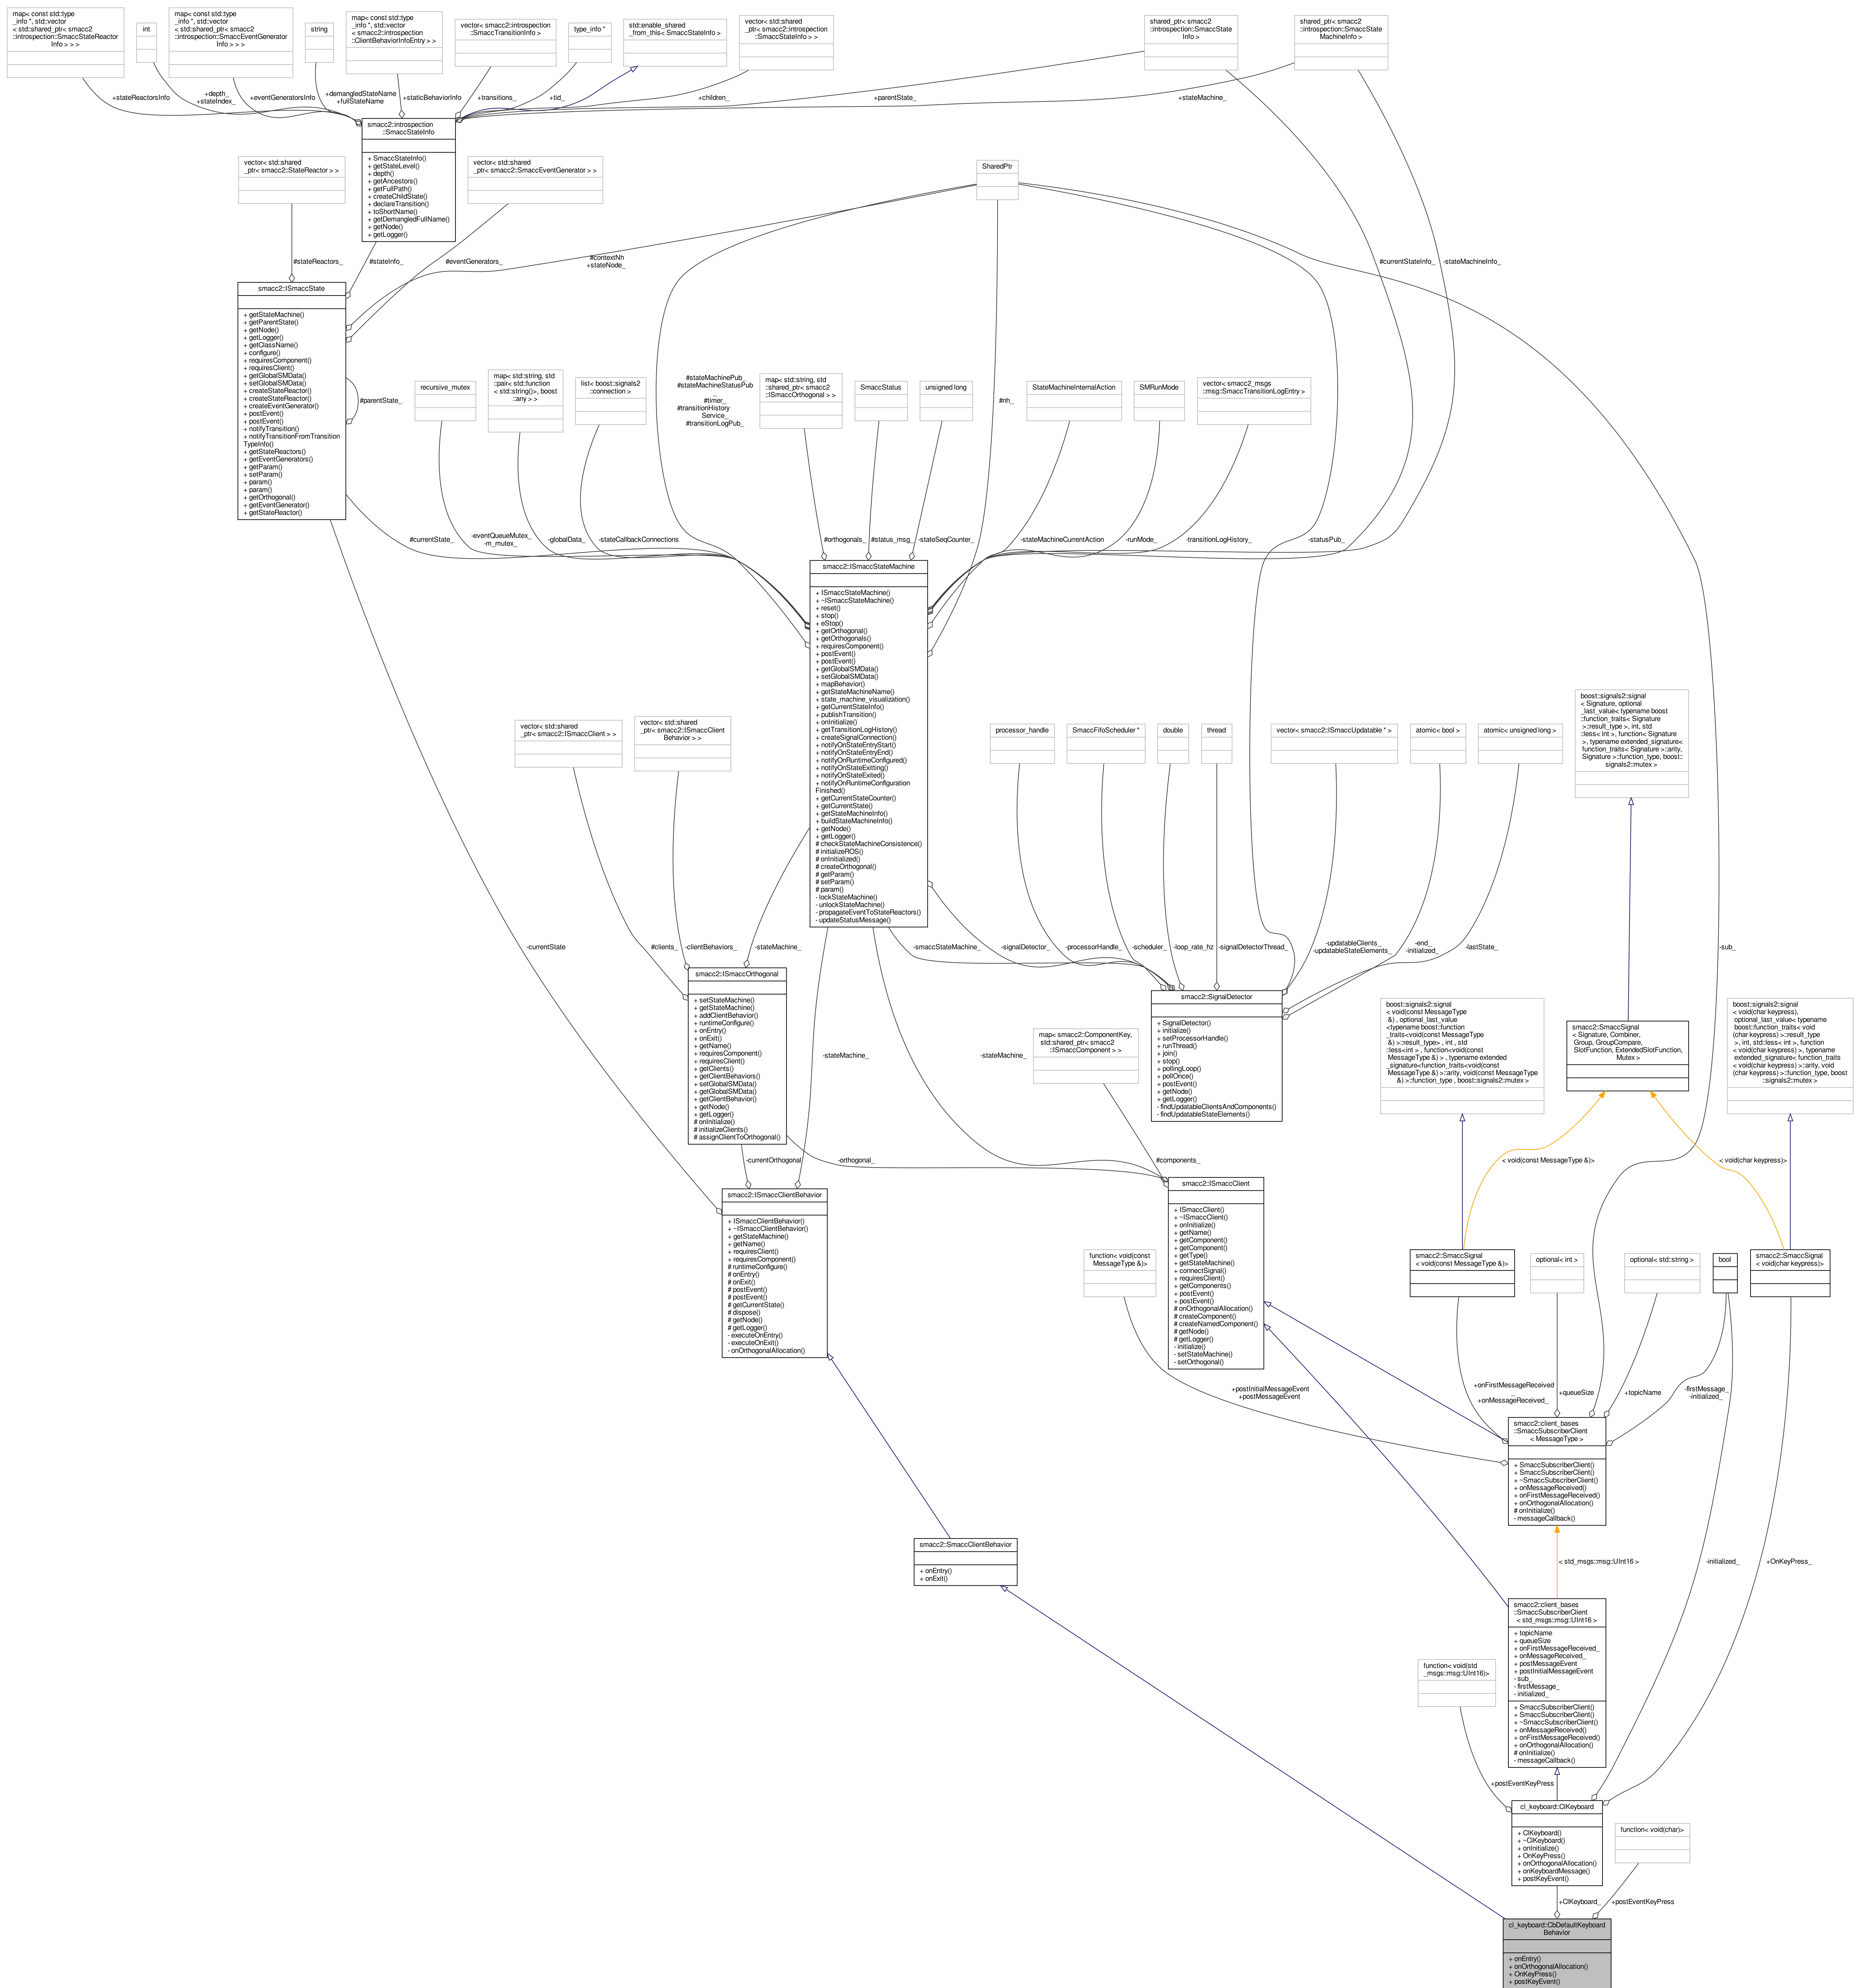 map< const std::type
_info *, std::vector
< std::shared_ptr< smacc2
::introspection::SmaccStateReactor
Info > > >
int
map< const std::type
_info *, std::vector
< std::shared_ptr< smacc2
::introspection::SmaccEventGenerator
Info > > >
string
map< const std::type
_info *, std::vector
< smacc2::introspection
::ClientBehaviorInfoEntry > >
vector< smacc2::introspection
::SmaccTransitionInfo >
type_info *
std::enable_shared
_from_this< SmaccStateInfo >
vector< std::shared
_ptr< smacc2::introspection
::SmaccStateInfo > >
shared_ptr< smacc2
::introspection::SmaccState
Info >
shared_ptr< smacc2
::introspection::SmaccState
MachineInfo >
+stateReactorsInfo
+depth_
+stateIndex_
+eventGeneratorsInfo
+demangledStateName
+fullStateName
+staticBehaviorInfo
+transitions_
+tid_
+children_
+parentState_
+stateMachine_
smacc2::introspection
::SmaccStateInfo
+ SmaccStateInfo()
+ getStateLevel()
+ depth()
+ getAncestors()
+ getFullPath()
+ createChildState()
+ declareTransition()
+ toShortName()
+ getDemangledFullName()
+ getNode()
+ getLogger()
vector< std::shared
_ptr< smacc2::StateReactor > >
vector< std::shared
_ptr< smacc2::SmaccEventGenerator > >
SharedPtr
#stateReactors_
#stateInfo_
#eventGenerators_
#contextNh
+stateNode_
#currentStateInfo_
-stateMachineInfo_
smacc2::ISmaccState
+ getStateMachine()
+ getParentState()
+ getNode()
+ getLogger()
+ getClassName()
+ configure()
+ requiresComponent()
+ requiresClient()
+ getGlobalSMData()
+ setGlobalSMData()
+ createStateReactor()
+ createStateReactor()
+ createEventGenerator()
+ postEvent()
+ postEvent()
+ notifyTransition()
+ notifyTransitionFromTransition
TypeInfo()
+ getStateReactors()
+ getEventGenerators()
+ getParam()
+ setParam()
+ param()
+ param()
+ getOrthogonal()
+ getEventGenerator()
+ getStateReactor()
#parentState_
recursive_mutex
map< std::string, std
::pair< std::function
< std::string()>, boost
::any > >
list< boost::signals2
::connection >
#stateMachinePub_
#stateMachineStatusPub
_
#timer_
#transitionHistory
Service_
#transitionLogPub_
map< std::string, std
::shared_ptr< smacc2
::ISmaccOrthogonal > >
SmaccStatus
unsigned long
#nh_
StateMachineInternalAction
SMRunMode
vector< smacc2_msgs
::msg::SmaccTransitionLogEntry >
#currentState_
-eventQueueMutex_
-m_mutex_
-globalData_
-stateCallbackConnections
#orthogonals_
#status_msg_
-stateSeqCounter_
-stateMachineCurrentAction
-runMode_
-transitionLogHistory_
-statusPub_
smacc2::ISmaccStateMachine
+ ISmaccStateMachine()
+ ~ISmaccStateMachine()
+ reset()
+ stop()
+ eStop()
+ getOrthogonal()
+ getOrthogonals()
+ requiresComponent()
+ postEvent()
+ postEvent()
+ getGlobalSMData()
+ setGlobalSMData()
+ mapBehavior()
+ getStateMachineName()
+ state_machine_visualization()
+ getCurrentStateInfo()
+ publishTransition()
+ onInitialize()
+ getTransitionLogHistory()
+ createSignalConnection()
+ notifyOnStateEntryStart()
+ notifyOnStateEntryEnd()
+ notifyOnRuntimeConfigured()
+ notifyOnStateExitting()
+ notifyOnStateExited()
+ notifyOnRuntimeConfiguration
Finished()
+ getCurrentStateCounter()
+ getCurrentState()
+ getStateMachineInfo()
+ buildStateMachineInfo()
+ getNode()
+ getLogger()
# checkStateMachineConsistence()
# initializeROS()
# onInitialized()
# createOrthogonal()
# getParam()
# setParam()
# param()
- lockStateMachine()
- unlockStateMachine()
- propagateEventToStateReactors()
- updateStatusMessage()
vector< std::shared
_ptr< smacc2::ISmaccClient > >
vector< std::shared
_ptr< smacc2::ISmaccClient
Behavior > >
processor_handle
SmaccFifoScheduler *
double
thread
vector< smacc2::ISmaccUpdatable * >
atomic< bool >
atomic< unsigned long >
boost::signals2::signal
< Signature, optional
_last_value< typename boost
::function_traits< Signature
>::result_type >, int, std
::less< int >, function< Signature
>, typename extended_signature<
function_traits< Signature >::arity,
Signature >::function_type, boost::
signals2::mutex >
-currentState
#clients_
-clientBehaviors_
-stateMachine_
-smaccStateMachine_
-signalDetector_
-processorHandle_
-scheduler_
-loop_rate_hz
-signalDetectorThread_
-updatableClients_
-updatableStateElements_
-end_
-initialized_
-lastState_
-sub_
smacc2::ISmaccOrthogonal
+ setStateMachine()
+ getStateMachine()
+ addClientBehavior()
+ runtimeConfigure()
+ onEntry()
+ onExit()
+ getName()
+ requiresComponent()
+ requiresClient()
+ getClients()
+ getClientBehaviors()
+ setGlobalSMData()
+ getGlobalSMData()
+ getClientBehavior()
+ getNode()
+ getLogger()
# onInitialize()
# initializeClients()
# assignClientToOrthogonal()
smacc2::SignalDetector
+ SignalDetector()
+ initialize()
+ setProcessorHandle()
+ runThread()
+ join()
+ stop()
+ pollingLoop()
+ pollOnce()
+ postEvent()
+ getNode()
+ getLogger()
- findUpdatableClientsAndComponents()
- findUpdatableStateElements()
map< smacc2::ComponentKey,
std::shared_ptr< smacc2
::ISmaccComponent > >
boost::signals2::signal
< void(const MessageType
&) , optional_last_value
<typename boost::function
_traits<void(const MessageType
&) >::result_type> , int , std
::less<int > , function<void(const
MessageType &) > , typename extended
_signature<function_traits<void(const
MessageType &) >::arity, void(const MessageType
&) >::function_type , boost::signals2::mutex >
smacc2::SmaccSignal
< Signature, Combiner,
Group, GroupCompare,
SlotFunction, ExtendedSlotFunction,
Mutex >
boost::signals2::signal
< void(char keypress),
optional_last_value< typename
boost::function_traits< void
(char keypress) >::result_type
>, int, std::less< int >, function
< void(char keypress) >, typename
extended_signature< function_traits
< void(char keypress) >::arity, void
(char keypress) >::function_type, boost
::signals2::mutex >
-stateMachine_
-stateMachine_
-currentOrthogonal
-orthogonal_
#components_
< void(const MessageType &)>
< void(char keypress)>
smacc2::ISmaccClientBehavior
+ ISmaccClientBehavior()
+ ~ISmaccClientBehavior()
+ getStateMachine()
+ getName()
+ requiresClient()
+ requiresComponent()
# runtimeConfigure()
# onEntry()
# onExit()
# postEvent()
# postEvent()
# getCurrentState()
# dispose()
# getNode()
# getLogger()
- executeOnEntry()
- executeOnExit()
- onOrthogonalAllocation()
smacc2::ISmaccClient
+ ISmaccClient()
+ ~ISmaccClient()
+ onInitialize()
+ getName()
+ getComponent()
+ getComponent()
+ getType()
+ getStateMachine()
+ connectSignal()
+ requiresClient()
+ getComponents()
+ postEvent()
+ postEvent()
# onOrthogonalAllocation()
# createComponent()
# createNamedComponent()
# getNode()
# getLogger()
- initialize()
- setStateMachine()
- setOrthogonal()
function< void(const
MessageType &)>
smacc2::SmaccSignal
< void(const MessageType &)>
optional< int >
optional< std::string >
bool
smacc2::SmaccSignal
< void(char keypress)>
+postInitialMessageEvent
+postMessageEvent
+onFirstMessageReceived
_
+onMessageReceived_
+queueSize
+topicName
-firstMessage_
-initialized_
smacc2::client_bases
::SmaccSubscriberClient
< MessageType >
+ SmaccSubscriberClient()
+ SmaccSubscriberClient()
+ ~SmaccSubscriberClient()
+ onMessageReceived()
+ onFirstMessageReceived()
+ onOrthogonalAllocation()
# onInitialize()
- messageCallback()
smacc2::SmaccClientBehavior
+ onEntry()
+ onExit()
< std_msgs::msg::UInt16 >
-initialized_
+OnKeyPress_
smacc2::client_bases
::SmaccSubscriberClient
< std_msgs::msg::UInt16 >
+ topicName
+ queueSize
+ onFirstMessageReceived_
+ onMessageReceived_
+ postMessageEvent
+ postInitialMessageEvent
- sub_
- firstMessage_
- initialized_
+ SmaccSubscriberClient()
+ SmaccSubscriberClient()
+ ~SmaccSubscriberClient()
+ onMessageReceived()
+ onFirstMessageReceived()
+ onOrthogonalAllocation()
# onInitialize()
- messageCallback()
function< void(std
_msgs::msg::UInt16)>
+postEventKeyPress
cl_keyboard::ClKeyboard
+ ClKeyboard()
+ ~ClKeyboard()
+ onInitialize()
+ OnKeyPress()
+ onOrthogonalAllocation()
+ onKeyboardMessage()
+ postKeyEvent()
function< void(char)>
+ClKeyboard_
+postEventKeyPress
cl_keyboard::CbDefaultKeyboard
Behavior
+ onEntry()
+ onOrthogonalAllocation()
+ OnKeyPress()
+ postKeyEvent()